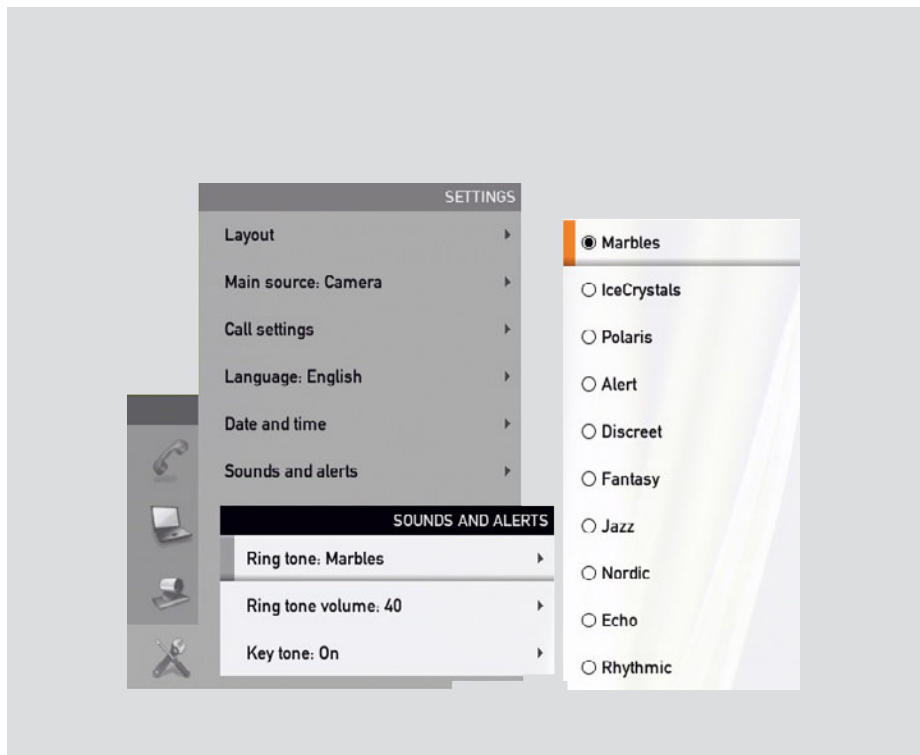 SETTINGS
Layout
Main source: Camera
Call settings
Language: English
Date and time
Sounds and alerts
SOUNDS AND ALERTS
Ring tone: Marbles
Ring tone volume: 40
Key tone: On
Marbles
IceCrystals
Polaris
Alert
Discreet
Fantasy
Jazz
Nordic
Echo
Rhythmic